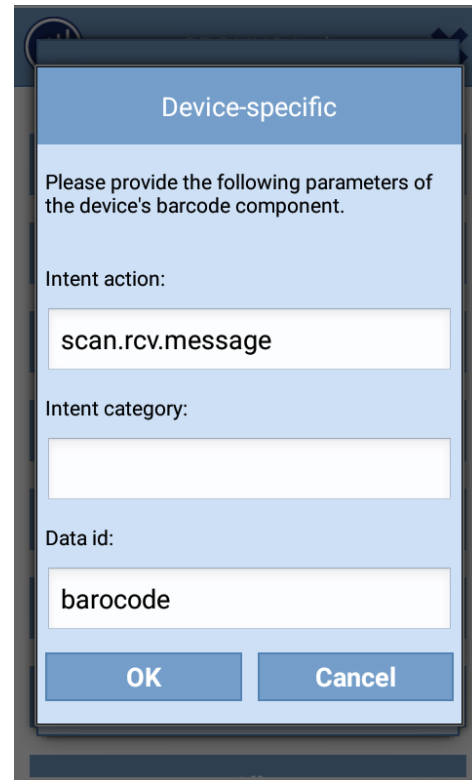 Device-specific
Please provide the following parameters of
the device's barcode component.
Intent action:
scan.rcv.message
Intent category:
Data id:
barocode
OK Cancel